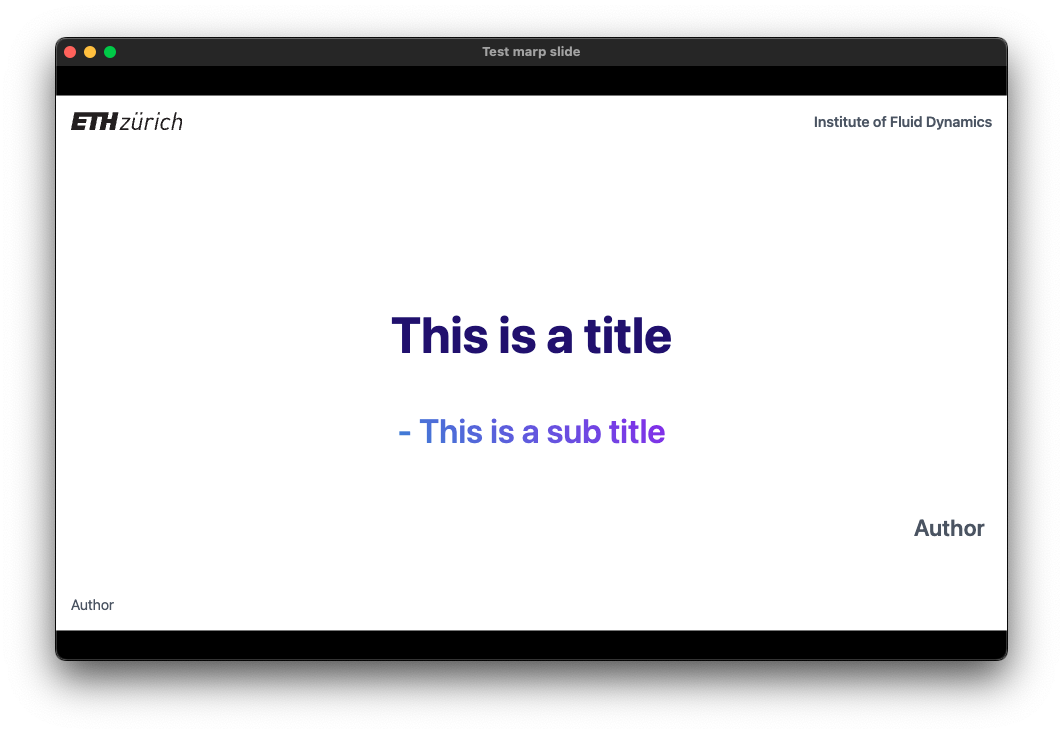 Test marp slide
ETH zürich
Institute of Fluid Dynamics
This is a title
- This is a sub title
Author
Author